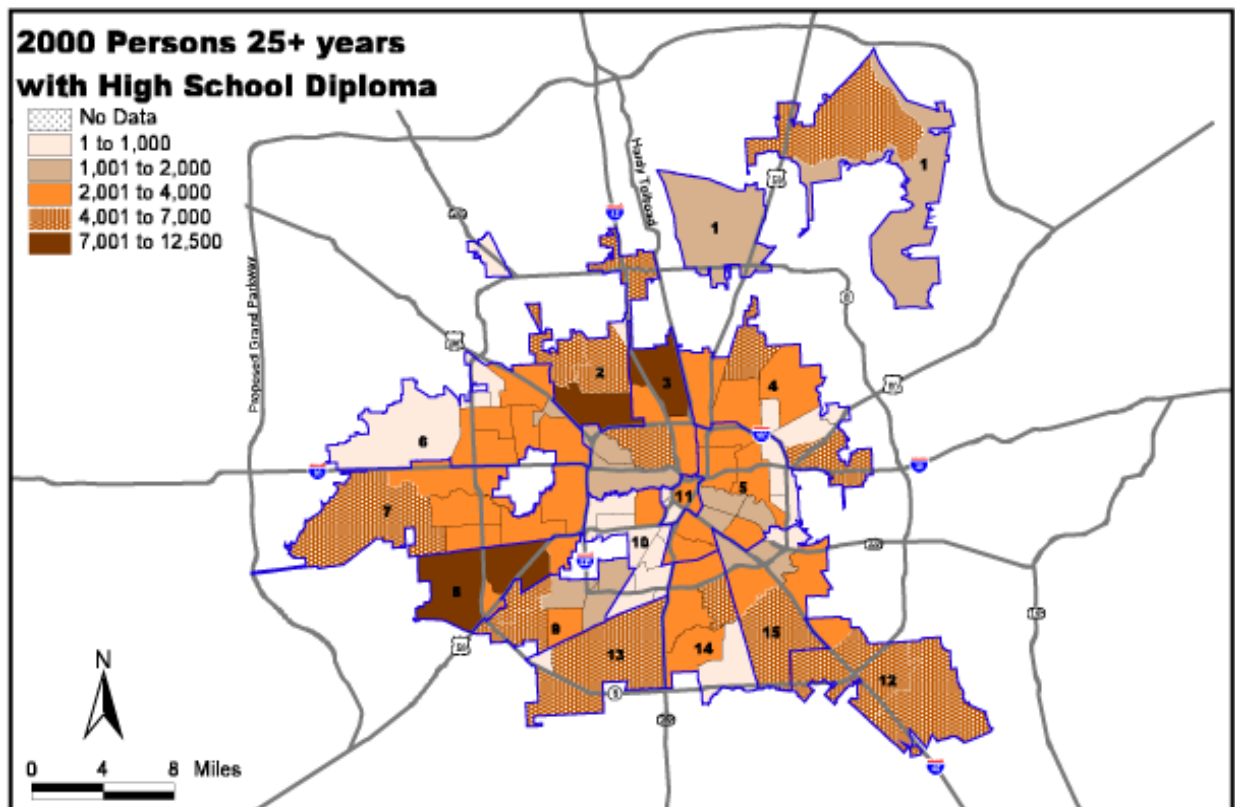 2000 Persons 25+ years
with High School Diploma
No Data
1 to 1,000
1,001 to 2,000
2,001 to 4,000
4,001 to 7,000
7,001 to 12,500
Hardy Tollroad
Proposed Grand Parkway
1
1
2
3
4
6
5
7
11
10
8
9
13
14
15
12
N
0 4 8 Miles